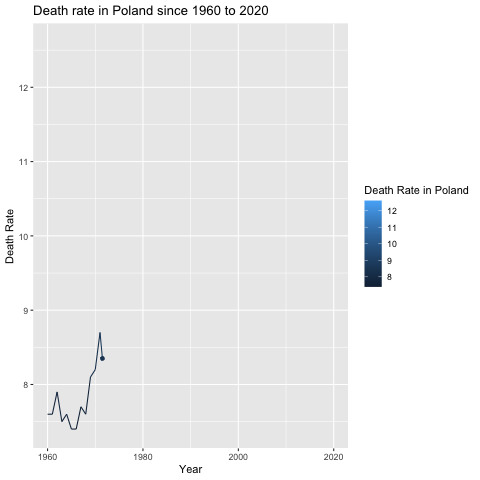 Death rate in Poland since 1960 to 2020
Death Rate
12
11
10
9
8
1960 1980 2000 2020
Year
Death Rate in Poland
12
11
10
9
8